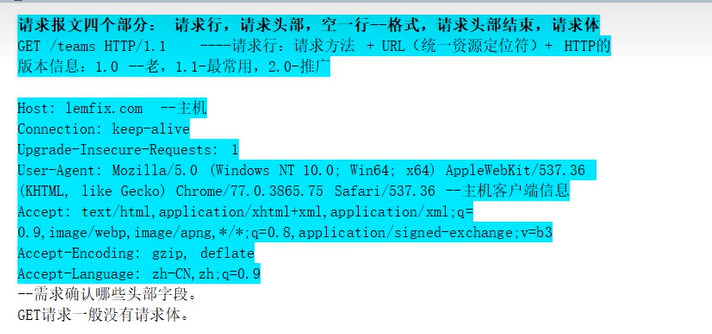 请求报文四个部分： 请求行，请求头部，空一行--格式，请求头部结束，请求体
GET /teams HTTP/1.1    ----请求行：请求方法 + URL（统一资源定位符）+ HTTP的
版本信息：1.0 --老，1.1-最常用，2.0-推广
Host: lemfix.com  --主机
Connection: keep-alive
Upgrade-Insecure-Requests: 1
User-Agent: Mozilla/5.0 (Windows NT 10.0; Win64; x64) AppleWebKit/537.36
(KHTML, like Gecko) Chrome/77.0.3865.75 Safari/537.36 --主机客户端信息
Accept: text/html,application/xhtml+xml,application/xml;q=
0.9,image/webp,image/apng,*/*;q=0.8,application/signed-exchange;v=b3
Accept-Encoding: gzip, deflate
Accept-Language: zh-CN,zh;q=0.9
--需求确认哪些头部字段。
GET请求一般没有请求体。